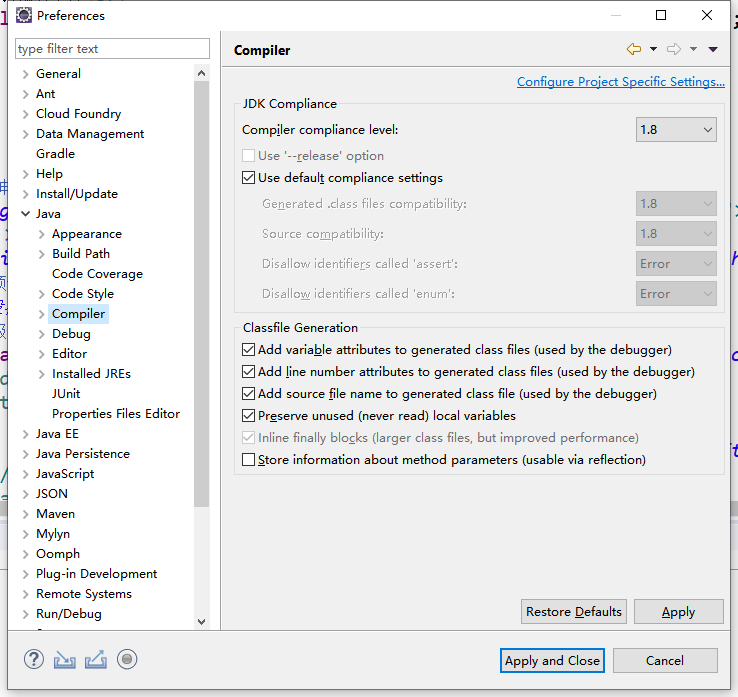 Preferences
type filter text
General
Ant
Cloud Foundry
Data Management
Gradle
Help
Install/Update
Java
Appearance
Build Path
Code Coverage
Code Style
Compiler
Debug
Editor
Installed JREs
JUnit
Properties Files Editor
Java EE
Java Persistence
JavaScript
JSON
Maven
Mylyn
Oomph
Plug-in Development
Remote Systems
Run/Debug
Compiler
Configure Project Specific Settings...
JDK Compliance
Compiler compliance level: 1.8
Use '--release' option
Use default compliance settings
Generated .class files compatibility: 1.8
Source compatibility: 1.8
Disallow identifiers called 'assert': Error
Disallow identifiers called 'enum': Error
Classfile Generation
Add variable attributes to generated class files (used by the debugger)
Add line number attributes to generated class files (used by the debugger)
Add source file name to generated class file (used by the debugger)
Preserve unused (never read) local variables
Inline finally blocks (larger class files, but improved performance)
Store information about method parameters (usable via reflection)
Restore Defaults Apply
Apply and Close Cancel